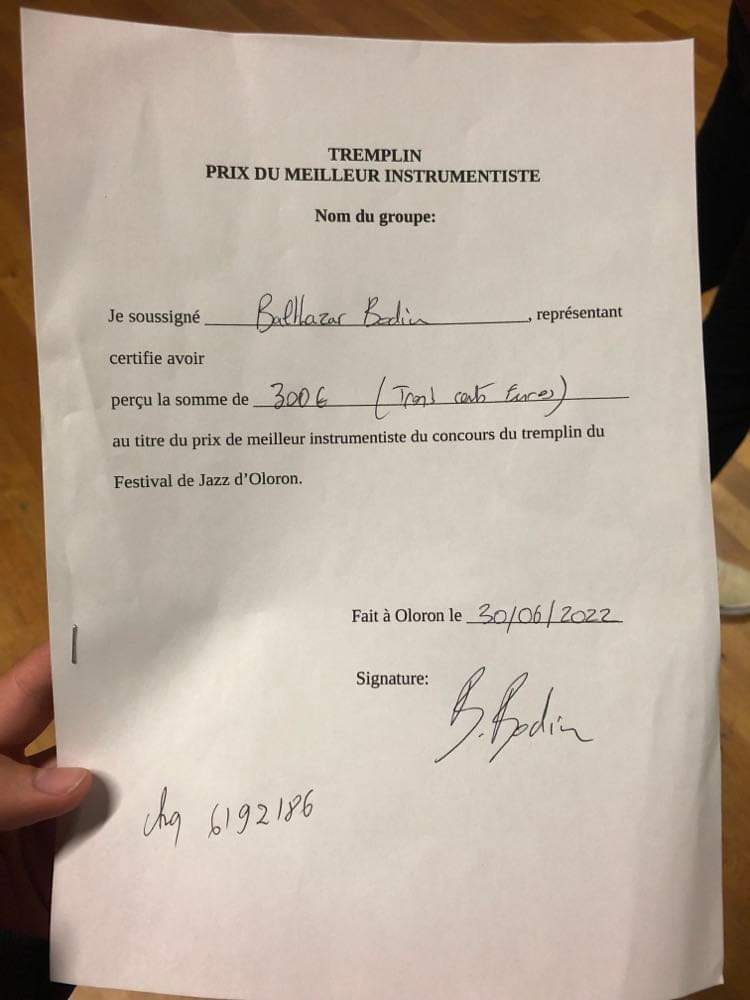 TREMPLIN
PRIX DU MEILLEUR INSTRUMENTISTE
Nom du groupe:
Je soussigné Balthazar Bodin, représentant
certifie avoir
perçu la somme de 300€ (Trois cents Euros)
au titre du prix de meilleur instrumentiste du concours du tremplin du
Festival de Jazz d'Oloron.
Fait à Oloron le 30/06/2022
Signature:
B. Bodin
chq 6192186